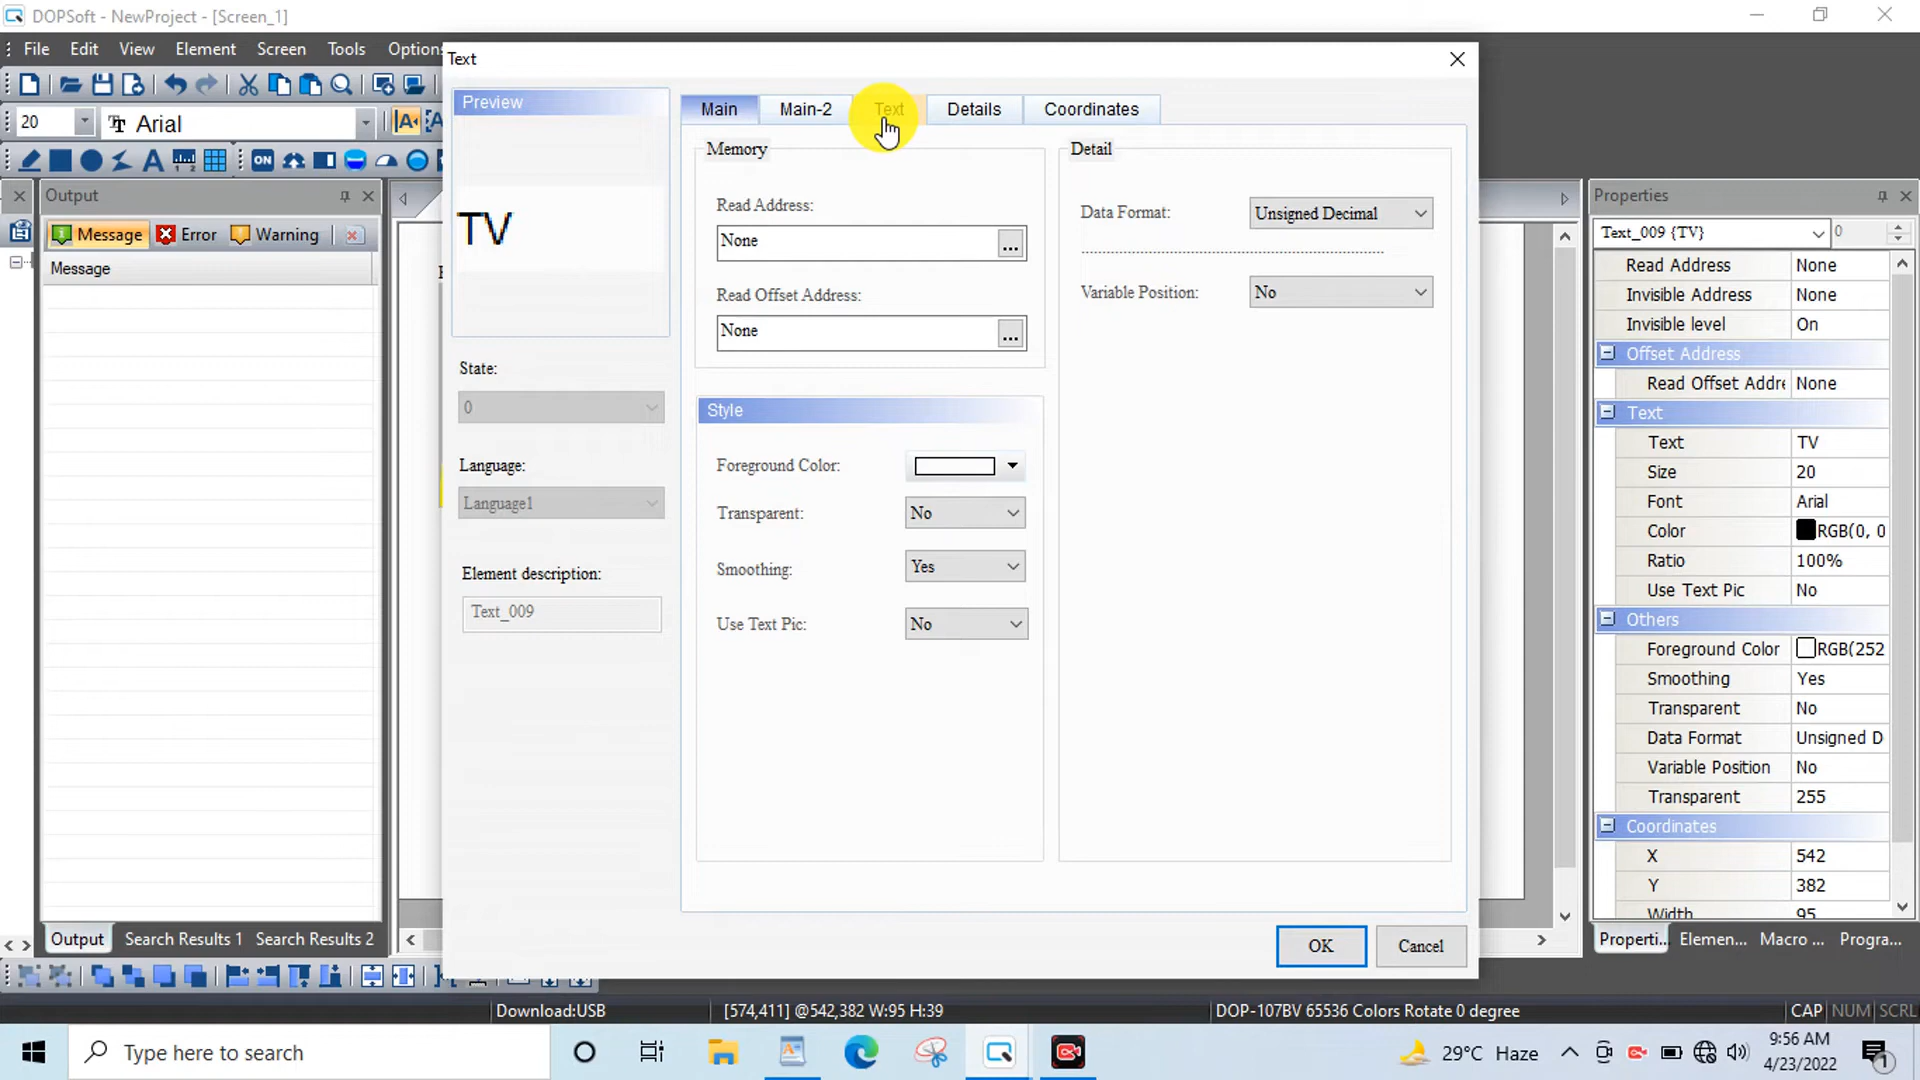 DOPSoft - NewProject - [Screen_1]
File Edit View Element Screen Tools Option
20 Arial
Text
Preview
TV
State:
0
Language:
Language1
Element description:
Text_009
Main Main-2 Text Details Coordinates
Memory
Read Address:
None
...
Read Offset Address:
None
...
Style
Foreground Color:
Transparent: No
Smoothing: Yes
Use Text Pic: No
Detail
Data Format: Unsigned Decimal
Variable Position: No
OK Cancel
Output
Message Error Warning
Message
Output Search Results 1 Search Results 2
Properties
Text_009 {TV} 0
Read Address None
Invisible Address None
Invisible level On
Offset Address
Read Offset Addre None
Text
Text TV
Size 20
Font Arial
Color RGB(0, 0
Ratio 100%
Use Text Pic No
Others
Foreground Color RGB(252
Smoothing Yes
Transparent No
Data Format Unsigned D
Variable Position No
Transparent 255
Coordinates
X 542
Y 382
Width 95
Properti... Elemen... Macro ... Progra...
Download:USB [574,411] @542,382 W:95 H:39 DOP-107BV 65536 Colors Rotate 0 degree CAP NUM SCRL
Type here to search
29°C Haze
9:56 AM
4/23/2022
1